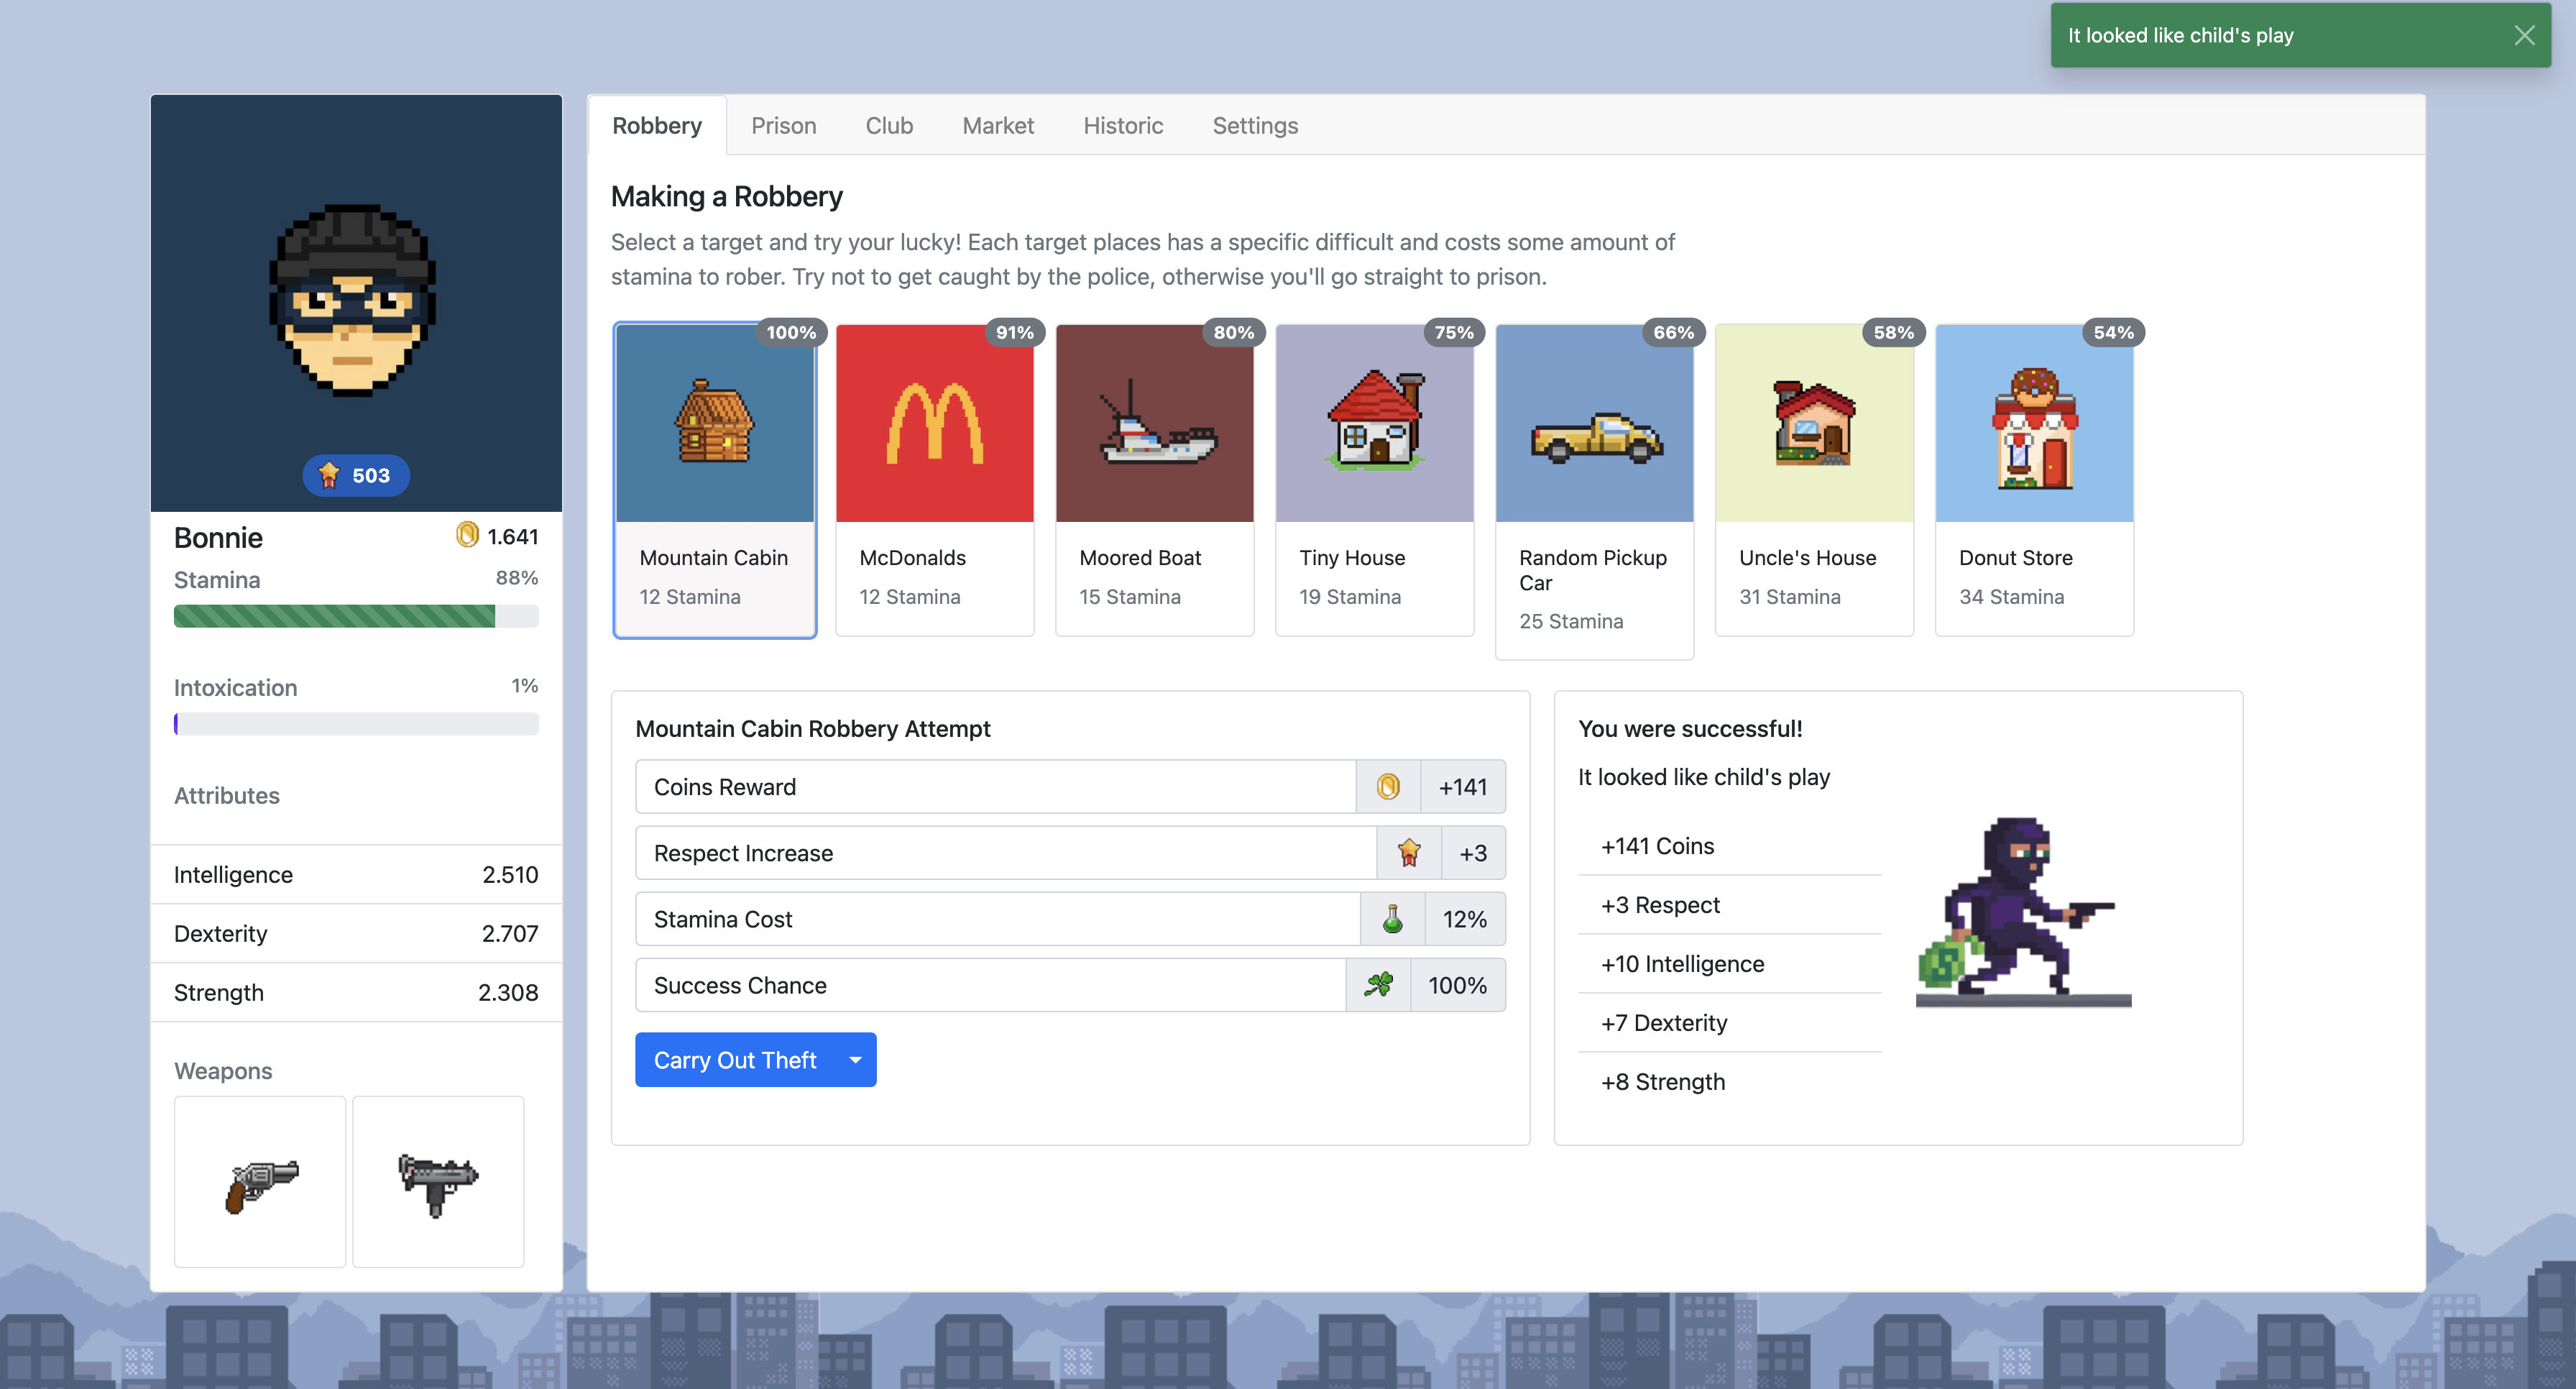 It looked like child's play
Robbery
Prison
Club
Market
Historic
Settings
503
Bonnie
1.641
Stamina
88%
Intoxication
1%
Attributes
Intelligence
2.510
Dexterity
2.707
Strength
2.308
Weapons
Making a Robbery
Select a target and try your lucky! Each target places has a specific difficult and costs some amount of
stamina to rober. Try not to get caught by the police, otherwise you'll go straight to prison.
100%
Mountain Cabin
12 Stamina
91%
McDonalds
12 Stamina
80%
Moored Boat
15 Stamina
75%
Tiny House
19 Stamina
66%
Random Pickup
Car
25 Stamina
58%
Uncle's House
31 Stamina
54%
Donut Store
34 Stamina
Mountain Cabin Robbery Attempt
Coins Reward
+141
Respect Increase
+3
Stamina Cost
12%
Success Chance
100%
Carry Out Theft
You were successful!
It looked like child's play
+141 Coins
+3 Respect
+10 Intelligence
+7 Dexterity
+8 Strength